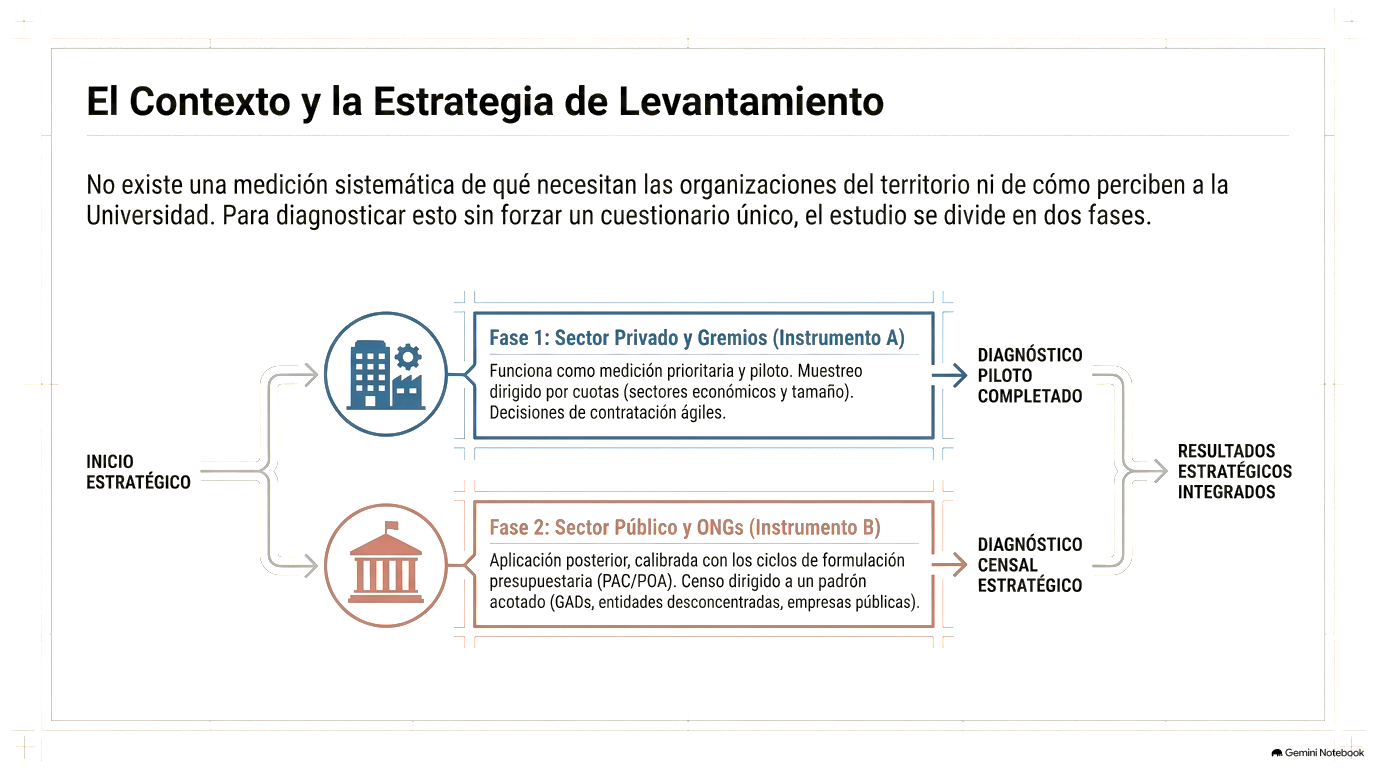 El Contexto y la Estrategia de Levantamiento
No existe una medición sistemática de qué necesitan las organizaciones del territorio ni de cómo perciben a la
Universidad. Para diagnosticar esto sin forzar un cuestionario único, el estudio se divide en dos fases.
INICIO
ESTRATÉGICO
Fase 1: Sector Privado y Gremios (Instrumento A)
Funciona como medición prioritaria y piloto. Muestreo
dirigido por cuotas (sectores económicos y tamaño).
Decisiones de contratación ágiles.
DIAGNÓSTICO
PILOTO
COMPLETADO
Fase 2: Sector Público y ONGs (Instrumento B)
Aplicación posterior, calibrada con los ciclos de formulación
presupuestaria (PAC/POA). Censo dirigido a un padrón
acotado (GADs, entidades desconcentradas, empresas públicas).
DIAGNÓSTICO
CENSAL
ESTRATÉGICO
RESULTADOS
ESTRATÉGICOS
INTEGRADOS
Gemini Notebook